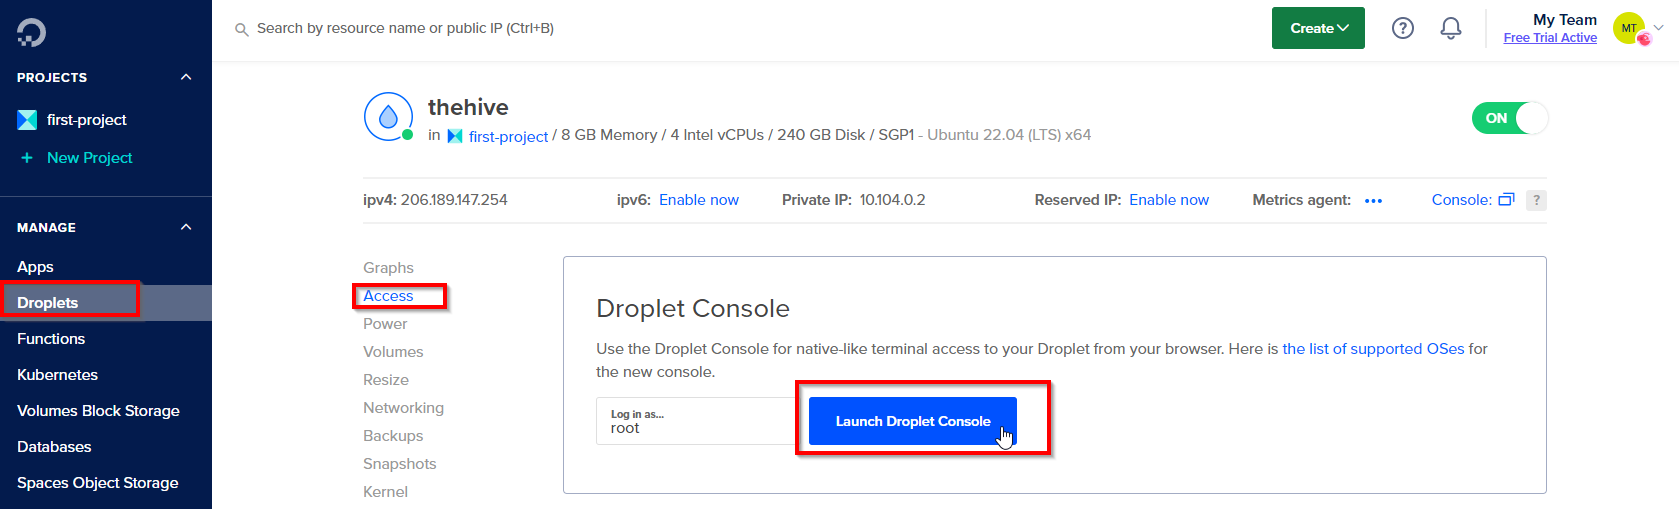 Search by resource name or public IP (Ctrl+B)
Create
My Team
Free Trial Active
MT
PROJECTS
first-project
+ New Project
MANAGE
Apps
Droplets
Functions
Kubernetes
Volumes Block Storage
Databases
Spaces Object Storage
thehive
in first-project / 8 GB Memory / 4 Intel vCPUs / 240 GB Disk / SGP1 - Ubuntu 22.04 (LTS) x64
ON
ipv4: 206.189.147.254 ipv6: Enable now Private IP: 10.104.0.2 Reserved IP: Enable now Metrics agent: ••• Console: ?
Graphs
Access
Power
Volumes
Resize
Networking
Backups
Snapshots
Kernel
Droplet Console
Use the Droplet Console for native-like terminal access to your Droplet from your browser. Here is the list of supported OSes for
the new console.
Log in as...
root
Launch Droplet Console